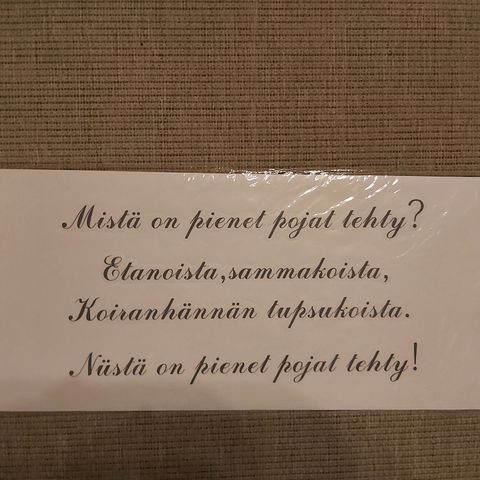 Mistä on pienet pojat tehty?
Etanoista,sammakoista,
Koiranhännän tupsukoista.
Niistä on pienet pojat tehty!